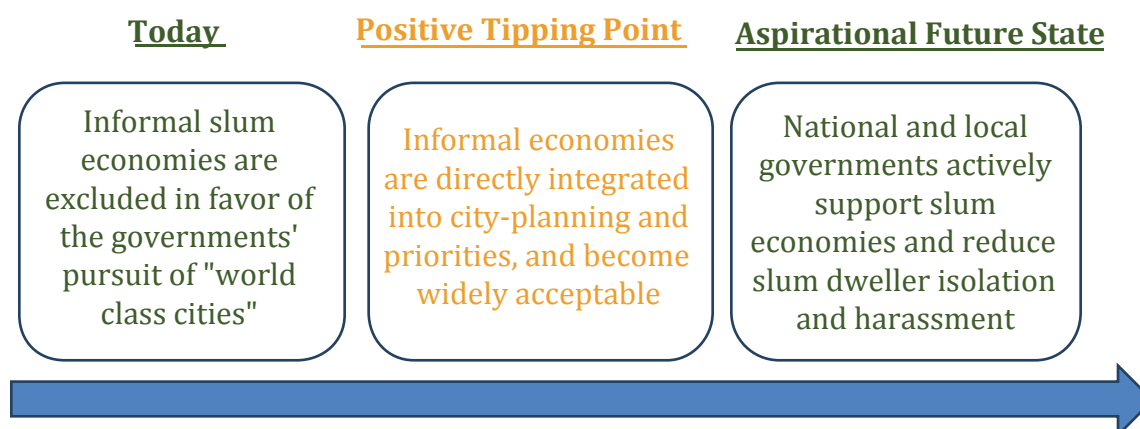 Today
Positive Tipping Point
Aspirational Future State
Informal slum
economies are
excluded in favor of
the governments'
pursuit of "world
class cities"
Informal economies
are directly integrated
into city-planning and
priorities, and become
widely acceptable
National and local
governments actively
support slum
economies and reduce
slum dweller isolation
and harassment